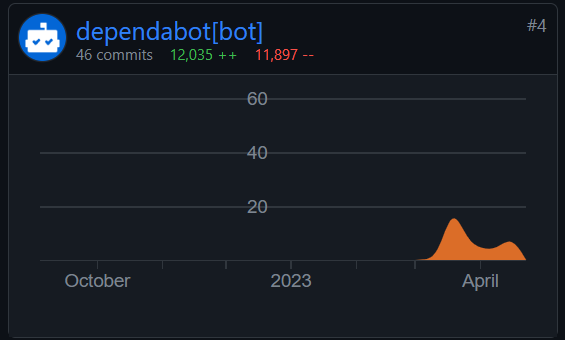 dependabot[bot]
#4
46 commits 12,035 ++ 11,897 --
60
40
20
October 2023 April